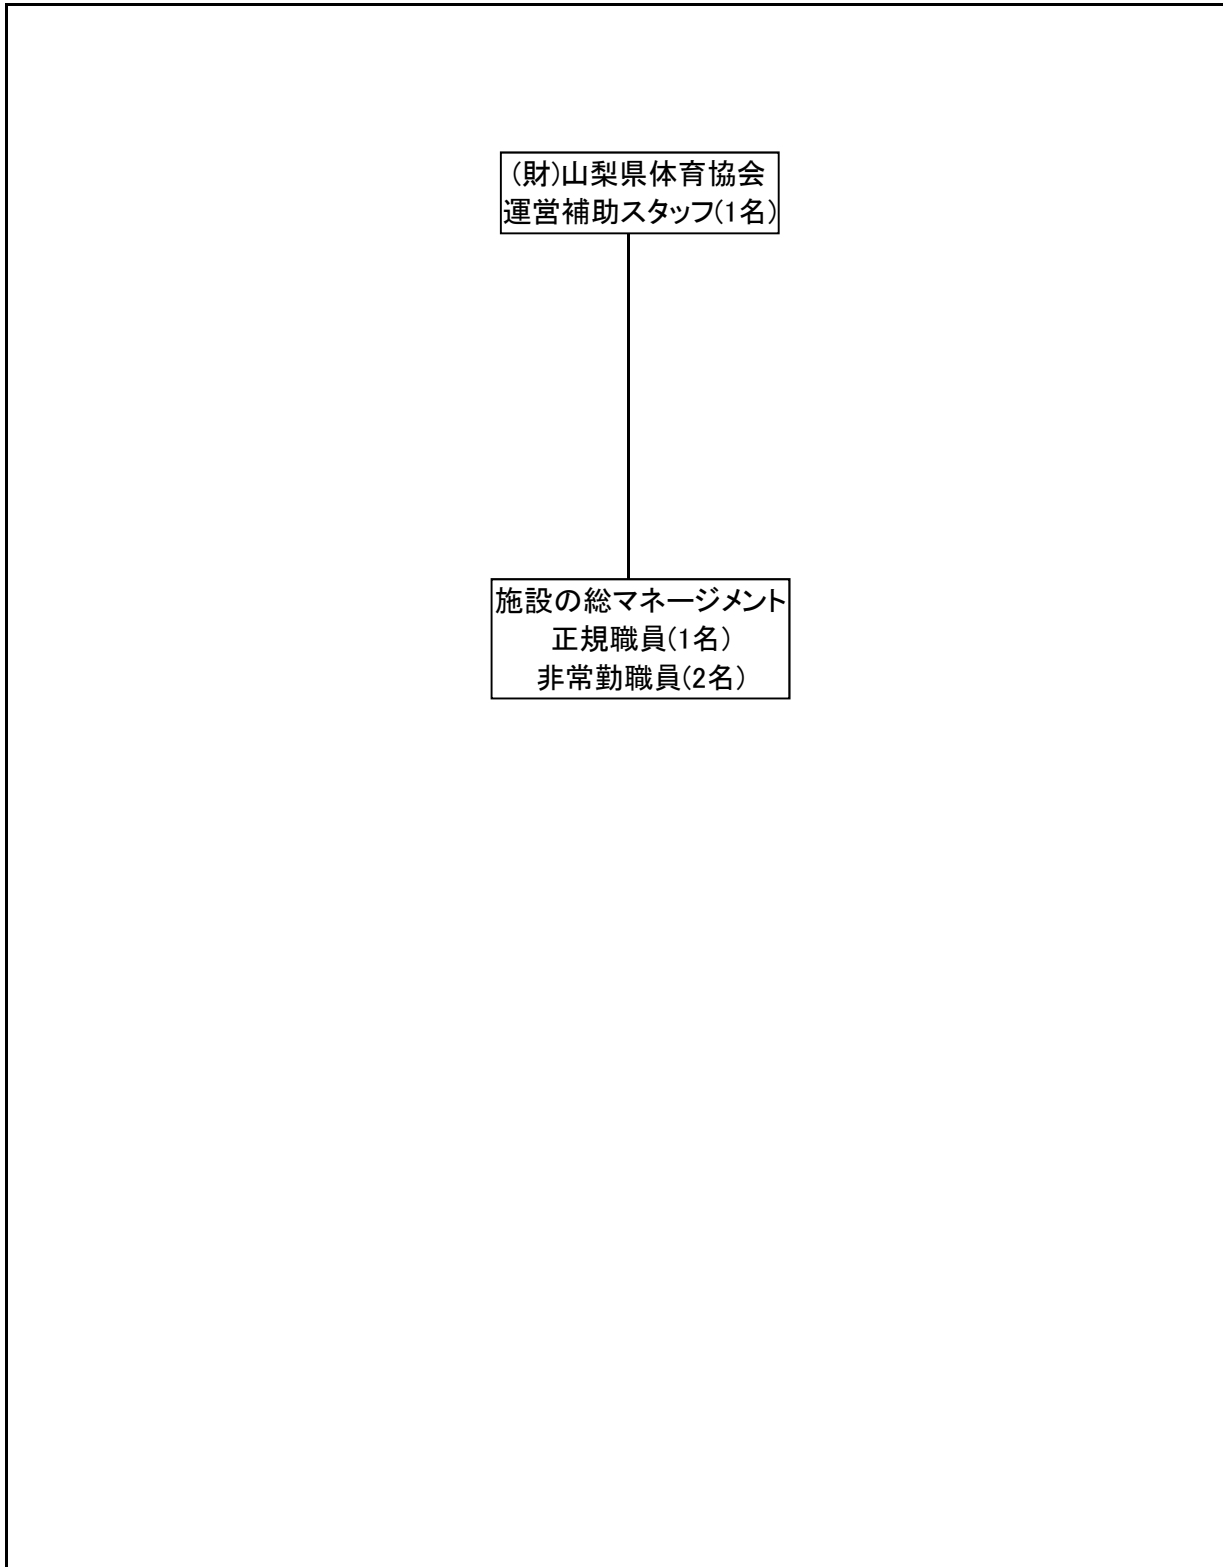 (財)山梨県体育協会
運営補助スタッフ(1名)
施設の総マネージメント
正規職員(1名)
非常勤職員(2名)